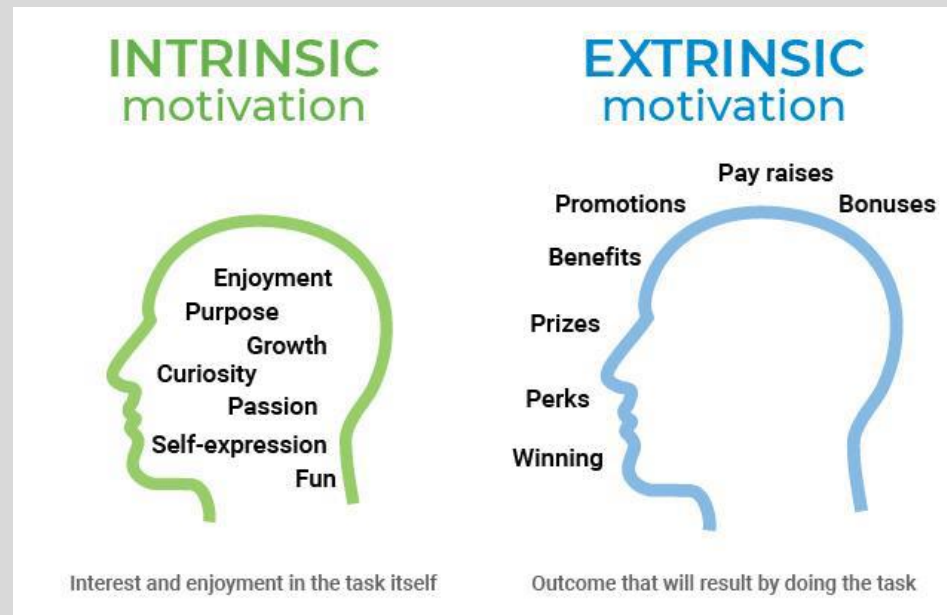 INTRINSIC
motivation
Enjoyment
Purpose
Growth
Curiosity
Passion
Self-expression
Fun
Interest and enjoyment in the task itself
EXTRINSIC
motivation
Pay raises
Promotions
Bonuses
Benefits
Prizes
Perks
Winning
Outcome that will result by doing the task